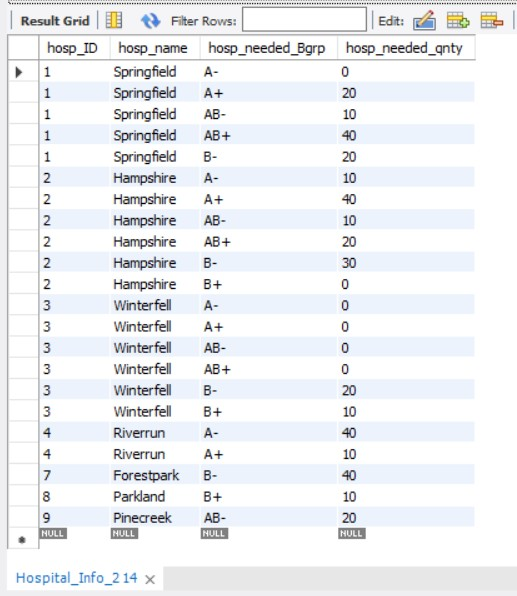 Result Grid Filter Rows: Edit:
hosp_ID hosp_name hosp_needed_Bgrp hosp_needed_qnty
1 Springfield A- 0
1 Springfield A+ 20
1 Springfield AB- 10
1 Springfield AB+ 40
1 Springfield B- 20
2 Hampshire A- 10
2 Hampshire A+ 40
2 Hampshire AB- 10
2 Hampshire AB+ 20
2 Hampshire B- 30
2 Hampshire B+ 0
3 Winterfell A- 0
3 Winterfell A+ 0
3 Winterfell AB- 0
3 Winterfell AB+ 0
3 Winterfell B- 20
3 Winterfell B+ 10
4 Riverrun A- 40
4 Riverrun A+ 10
7 Forestpark B- 40
8 Parkland B+ 10
9 Pinecreek AB- 20
NULL NULL NULL NULL
Hospital_Info_214